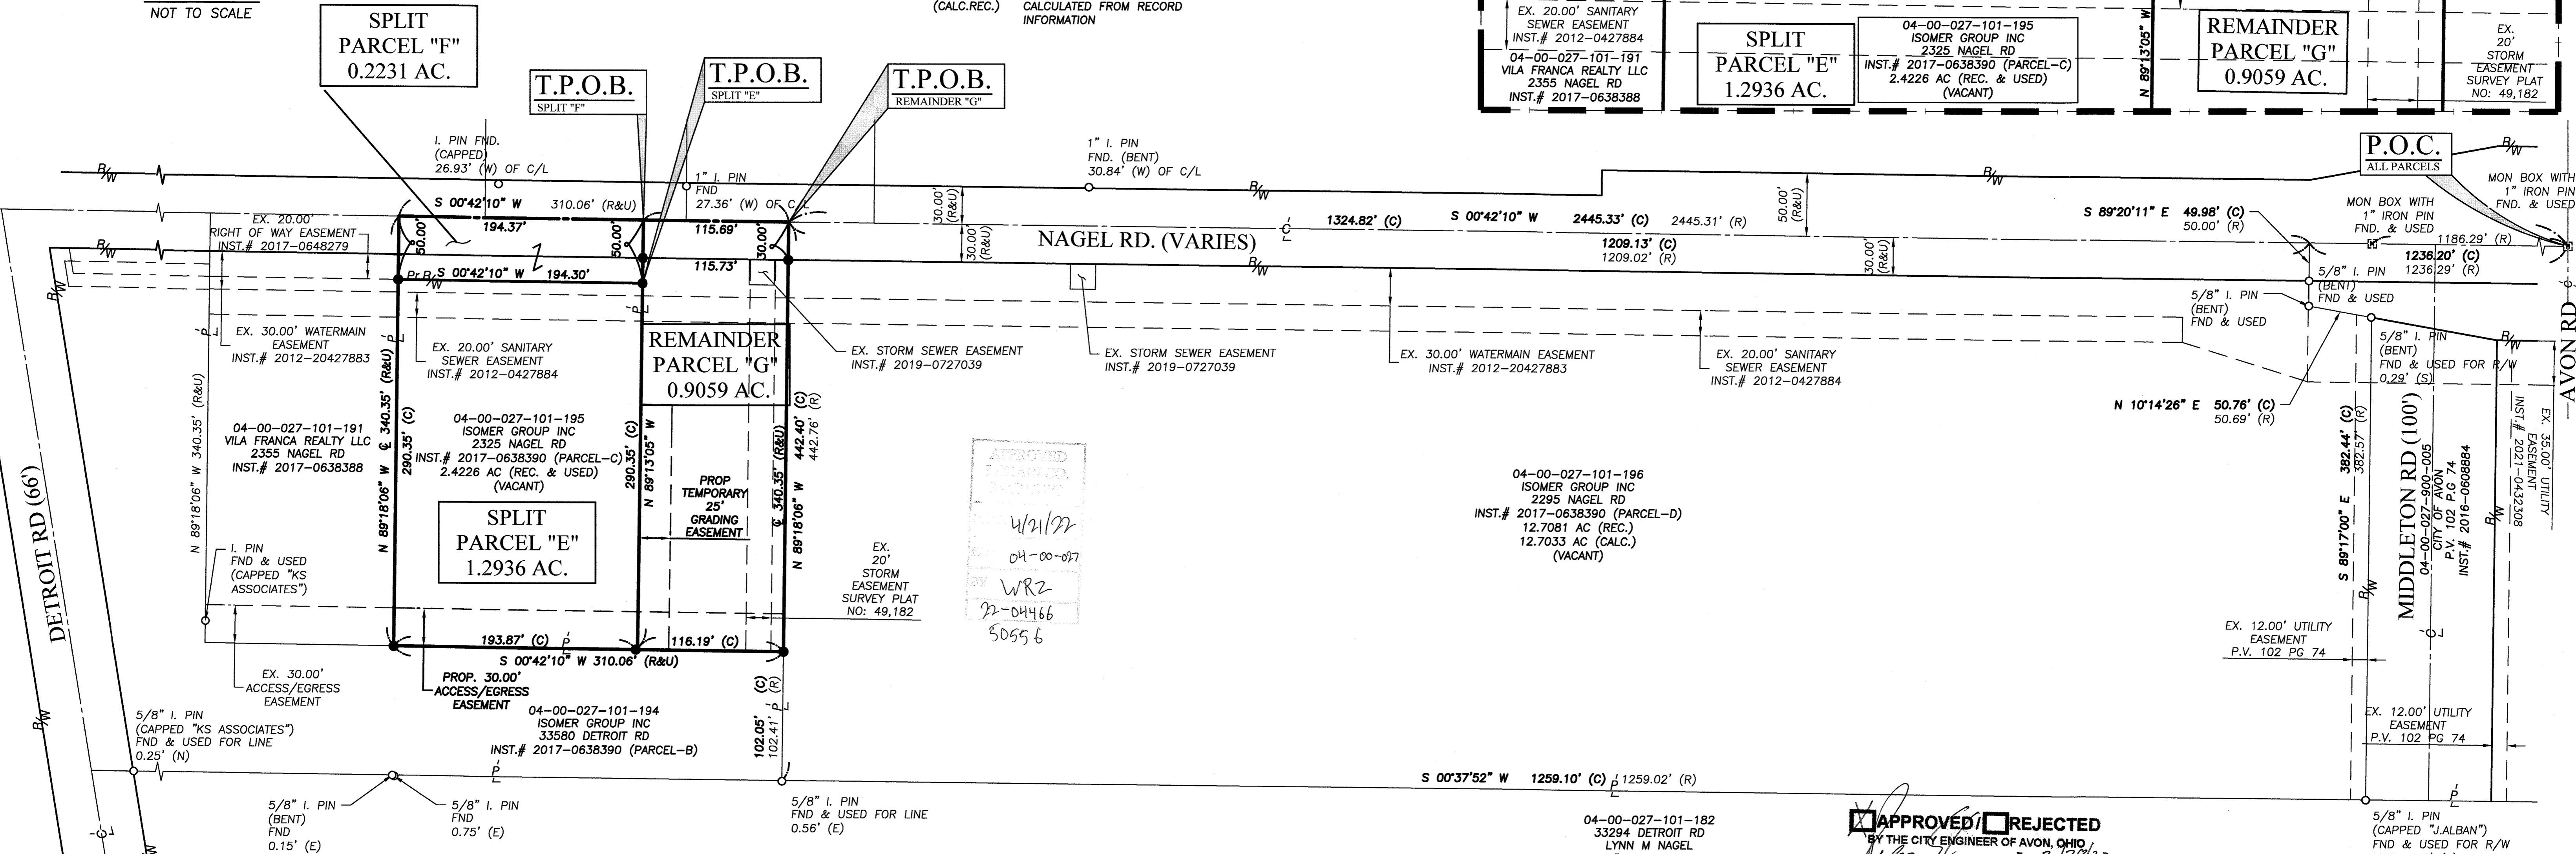 NOT TO SCALE
SPLIT
PARCEL "F"
0.2231 AC.
(CALC.REC.) CALCULATED FROM RECORD
INFORMATION
EX. 20.00' SANITARY
SEWER EASEMENT
INST.# 2012-0427884
04-00-027-101-191
VILA FRANCA REALTY LLC
2355 NAGEL RD
INST.# 2017-0638388
SPLIT
PARCEL "E"
1.2936 AC.
04-00-027-101-195
ISOMER GROUP INC
2325 NAGEL RD
INST.# 2017-0638390 (PARCEL-C)
2.4226 AC (REC. & USED)
(VACANT)
N 89°13'05" W
REMAINDER
PARCEL "G"
0.9059 AC.
EX.
20'
STORM
EASEMENT
SURVEY PLAT
NO: 49,182
T.P.O.B.
SPLIT "F"
T.P.O.B.
SPLIT "E"
T.P.O.B.
REMAINDER "G"
P.O.C.
ALL PARCELS
I. PIN FND.
(CAPPED)
26.93' (W) OF C/L
1" I. PIN
FND
27.36' (W) OF C/L
1" I. PIN
FND. (BENT)
30.84' (W) OF C/L
R/W
R/W
R/W
R/W
MON BOX WITH
1" IRON PIN
FND. & USED
MON BOX WITH
1" IRON PIN
FND. & USED
S 00°42'10" W 310.06' (R&U)
194.37'
115.69'
50.00'
50.00'
30.00'
30.00'
(R&U)
30.00'
(R&U)
1324.82' (C) S 00°42'10" W 2445.33' (C) 2445.31' (R)
50.00'
(R&U)
S 89°20'11" E 49.98' (C)
50.00' (R)
1186.29' (R)
1236.20' (C)
1236.29' (R)
EX. 20.00'
RIGHT OF WAY EASEMENT
INST.# 2017-0648279
NAGEL RD. (VARIES)
1209.13' (C)
1209.02' (R)
30.00'
(R&U)
R/W
R/W
R/W
R/W
Pr R/W
S 00°42'10" W 194.30'
115.73'
5/8" I. PIN
(BENT)
FND & USED
5/8" I. PIN
(BENT)
FND & USED
5/8" I. PIN
(BENT)
FND & USED FOR R/W
0.29' (S)
R/W
AVON RD
EX. 30.00' WATERMAIN
EASEMENT
INST.# 2012-20427883
EX. 20.00' SANITARY
SEWER EASEMENT
INST.# 2012-0427884
REMAINDER
PARCEL "G"
0.9059 AC.
EX. STORM SEWER EASEMENT
INST.# 2019-0727039
EX. STORM SEWER EASEMENT
INST.# 2019-0727039
EX. 30.00' WATERMAIN EASEMENT
INST.# 2012-20427883
EX. 20.00' SANITARY
SEWER EASEMENT
INST.# 2012-0427884
N 10°14'26" E 50.76' (C)
50.69' (R)
N 89°18'06" W 340.35' (R&U)
04-00-027-101-191
VILA FRANCA REALTY LLC
2355 NAGEL RD
INST.# 2017-0638388
N 89°18'06" W ℄ 340.35' (R&U)
290.35' (C)
04-00-027-101-195
ISOMER GROUP INC
2325 NAGEL RD
INST.# 2017-0638390 (PARCEL-C)
2.4226 AC (REC. & USED)
(VACANT)
290.35' (C)
N 89°13'05" W
PROP
TEMPORARY
25'
GRADING
EASEMENT
℄ 340.35' (R&U)
N 89°18'06" W 442.40' (C)
442.76' (R)
SPLIT
PARCEL "E"
1.2936 AC.
APPROVED
4/21/22
04-00-027
BY WRZ
22-04466
50556
04-00-027-101-196
ISOMER GROUP INC
2295 NAGEL RD
INST.# 2017-0638390 (PARCEL-D)
12.7081 AC (REC.)
12.7033 AC (CALC.)
(VACANT)
S 89°17'00" E 382.44' (C)
382.57' (R)
MIDDLETON RD (100')
04-00-027-900-005
CITY OF AVON
P.V. 102 P.G 74
INST.# 2016-0608884
EX. 35.00' UTILITY
EASEMENT
INST.# 2021-0432308
R/W
R/W
DETROIT RD (66')
I. PIN
FND & USED
(CAPPED "KS
ASSOCIATES")
EX.
20'
STORM
EASEMENT
SURVEY PLAT
NO: 49,182
193.87' (C)
116.19' (C)
S 00°42'10" W 310.06' (R&U)
EX. 30.00'
ACCESS/EGRESS
EASEMENT
PROP. 30.00'
ACCESS/EGRESS
EASEMENT
EX. 12.00' UTILITY
EASEMENT
P.V. 102 PG 74
EX. 12.00' UTILITY
EASEMENT
P.V. 102 PG 74
R/W
5/8" I. PIN
(CAPPED "KS ASSOCIATES")
FND & USED FOR LINE
0.25' (N)
04-00-027-101-194
ISOMER GROUP INC
33580 DETROIT RD
INST.# 2017-0638390 (PARCEL-B)
102.05' (C)
102.41' (R)
S 00°37'52" W 1259.10' (C) 1259.02' (R)
5/8" I. PIN
(BENT)
FND
0.15' (E)
5/8" I. PIN
FND
0.75' (E)
5/8" I. PIN
FND & USED FOR LINE
0.56' (E)
04-00-027-101-182
33294 DETROIT RD
LYNN M NAGEL
APPROVED/ REJECTED
BY THE CITY ENGINEER OF AVON, OHIO
5/8" I. PIN
(CAPPED "J.ALBAN")
FND & USED FOR R/W